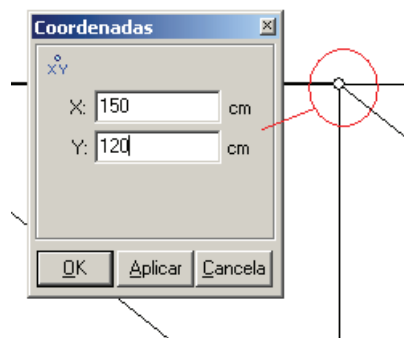 Coordenadas
XY
X: 150 cm
Y: 120 cm
OK Aplicar Cancela